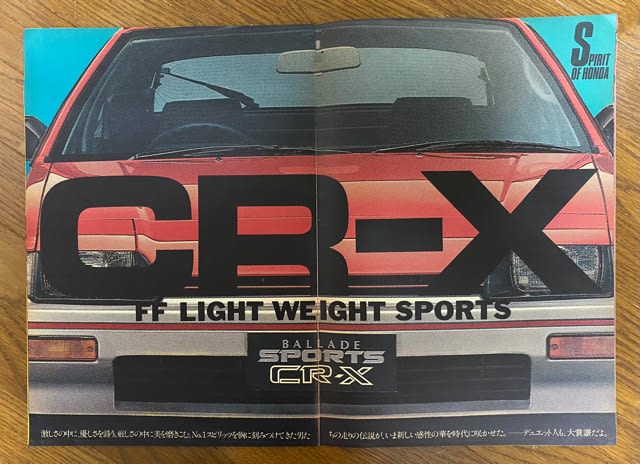 SPIRIT
OF HONDA
CR-X
FF LIGHT WEIGHT SPORTS
BALLADE
SPORTS
CR-X
激しさの中に、優しさを詩う。厳しさの中に美を磨きこむ。No.1スピリッツを胸に刻みつけてきた男たちの走りの伝説が、いま新しい感性の華を時代に咲かせた。——デュエット人も、大賞讃だよ。